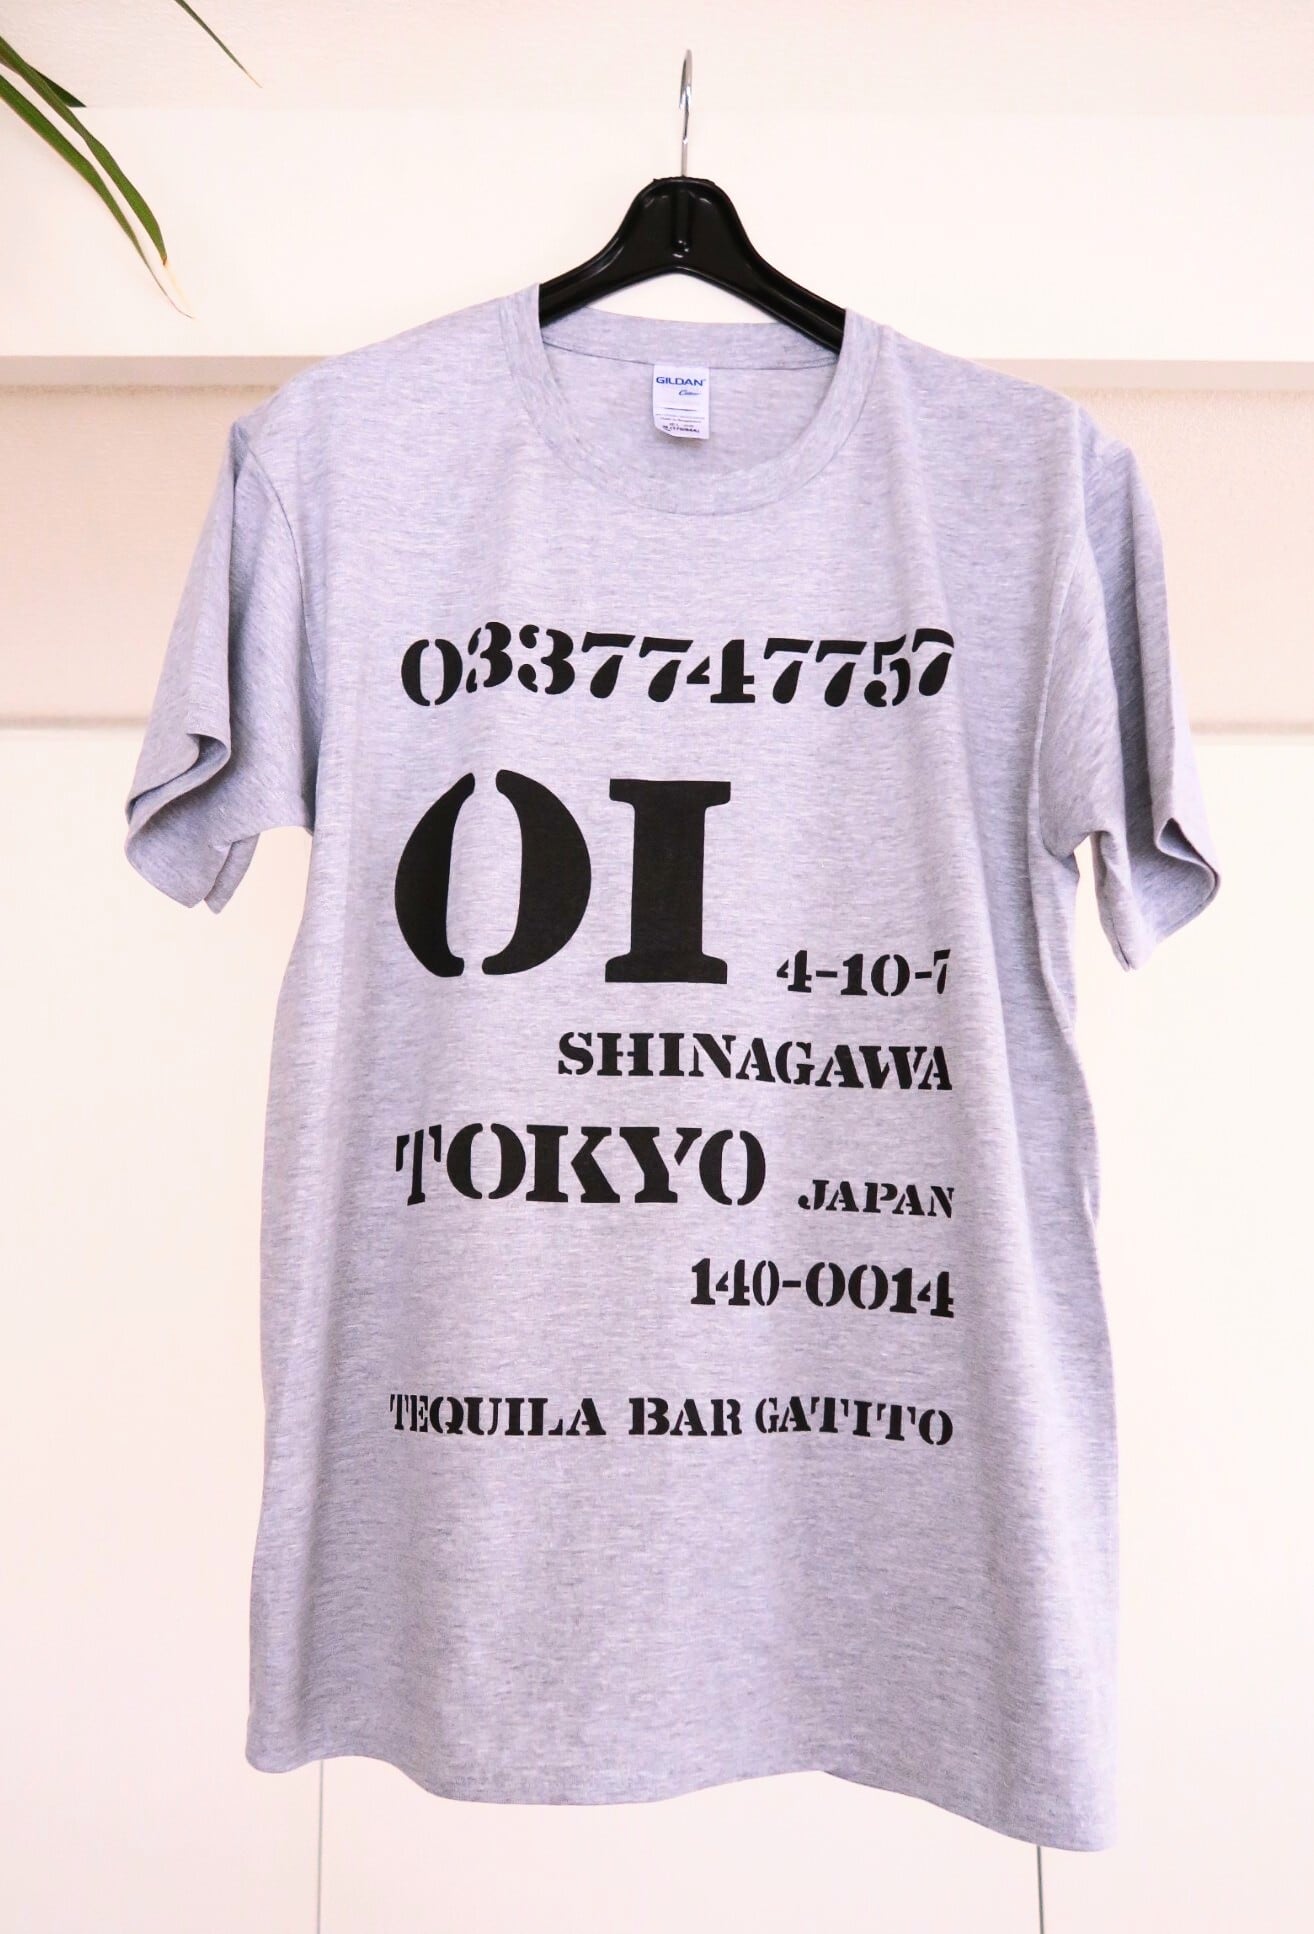 GILDAN
0337747757
OI 4-10-7
SHINAGAWA
TOKYO JAPAN
140-0014
TEQUILA BAR GATITO